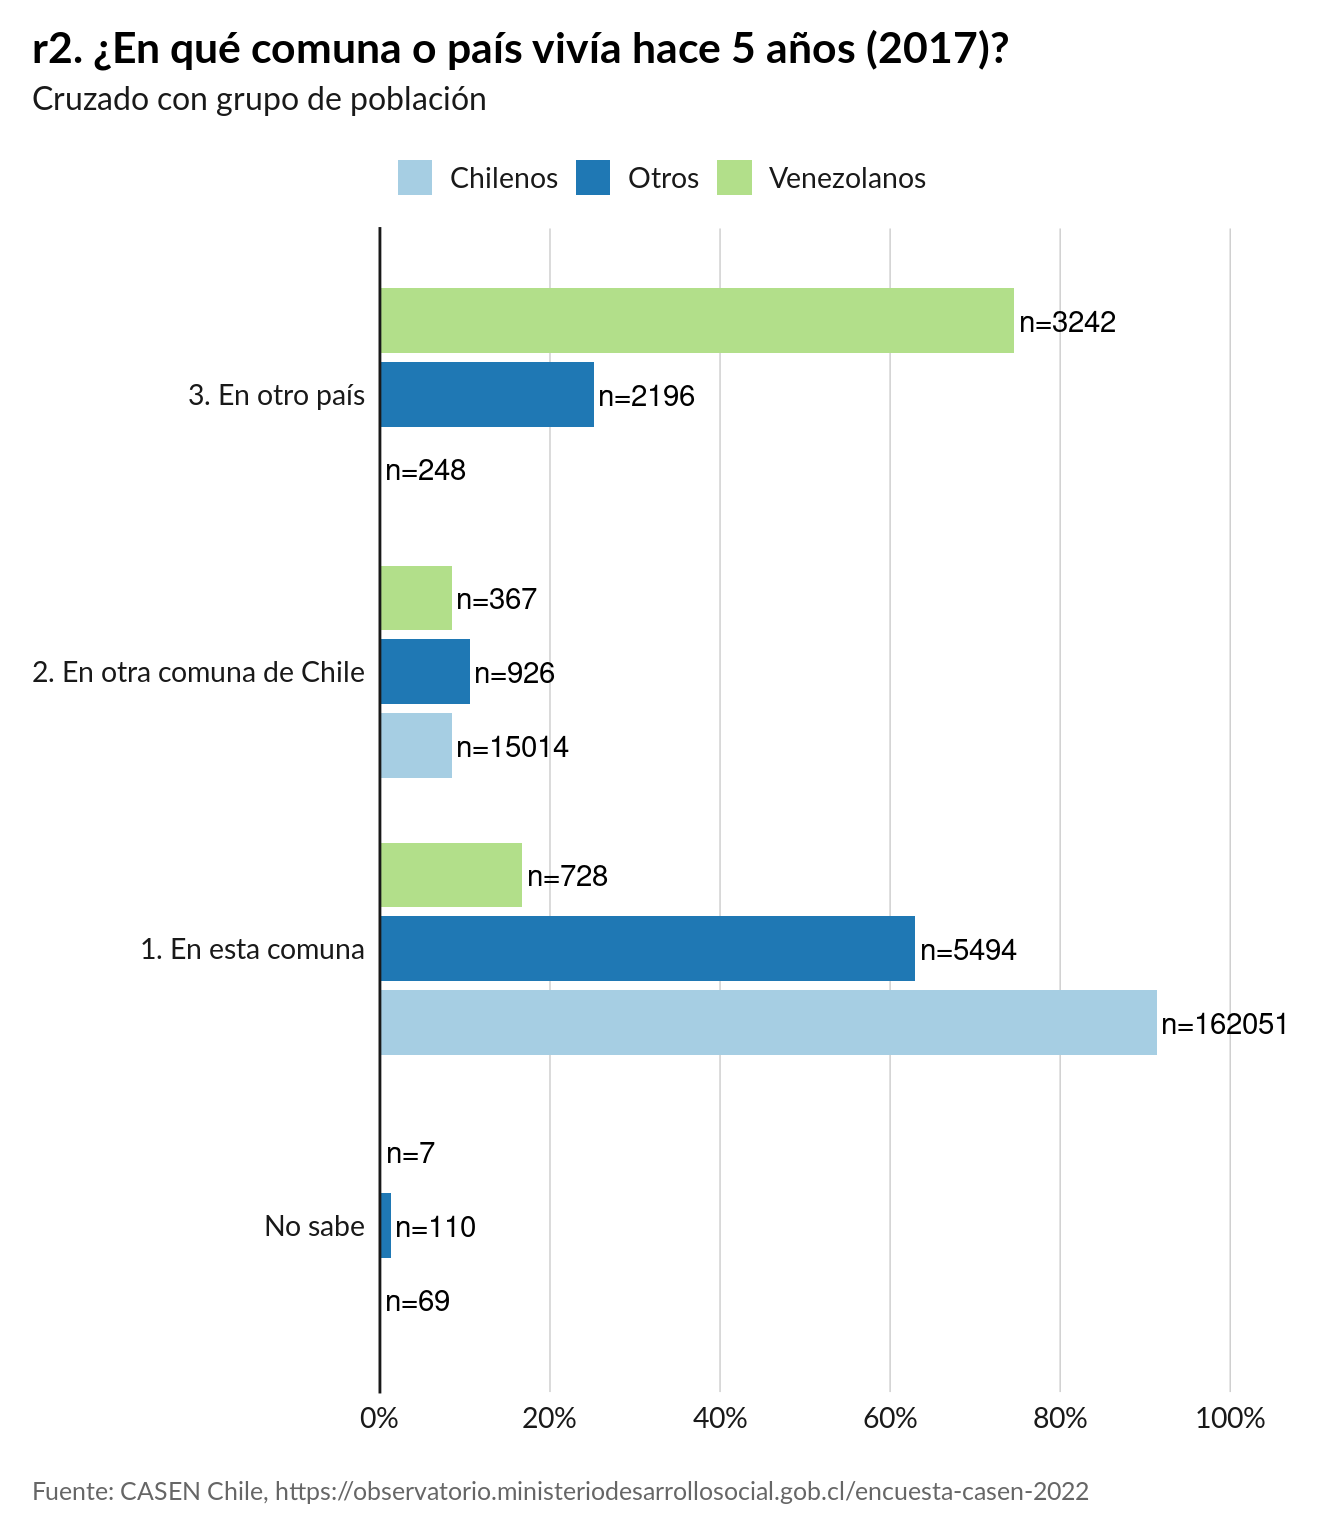 r2. ¿En qué comuna o país vivía hace 5 años (2017)?
Cruzado con grupo de población
Chilenos Otros Venezolanos
n=3242
3. En otro país n=2196
n=248
n=367
2. En otra comuna de Chile n=926
n=15014
n=728
1. En esta comuna n=5494
n=162051
n=7
No sabe n=110
n=69
0% 20% 40% 60% 80% 100%
Fuente: CASEN Chile, https://observatorio.ministeriodesarrollosocial.gob.cl/encuesta-casen-2022